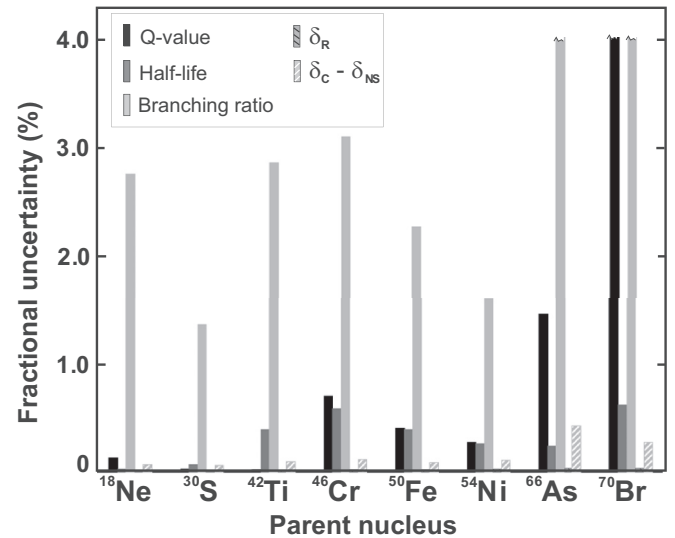 Fractional uncertainty (%)
4.0
3.0
2.0
1.0
0
Q-value
Half-life
Branching ratio
δR
δC - δNS
18Ne 30S 42Ti 46Cr 50Fe 54Ni 66As 70Br
Parent nucleus